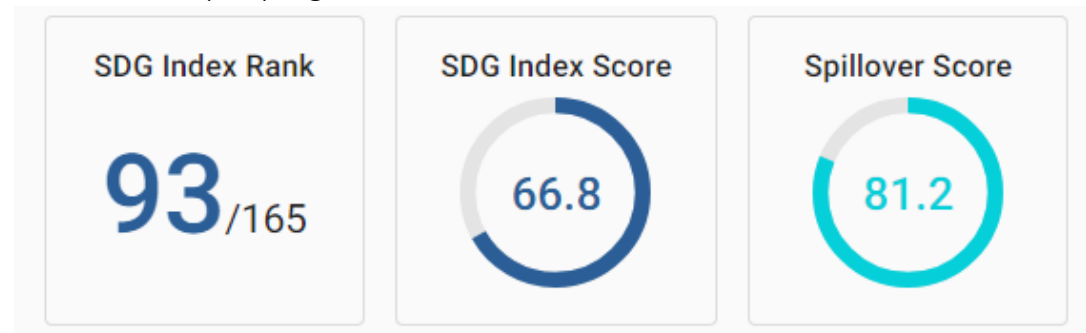 SDG Index Rank
93/165
SDG Index Score
66.8
Spillover Score
81.2